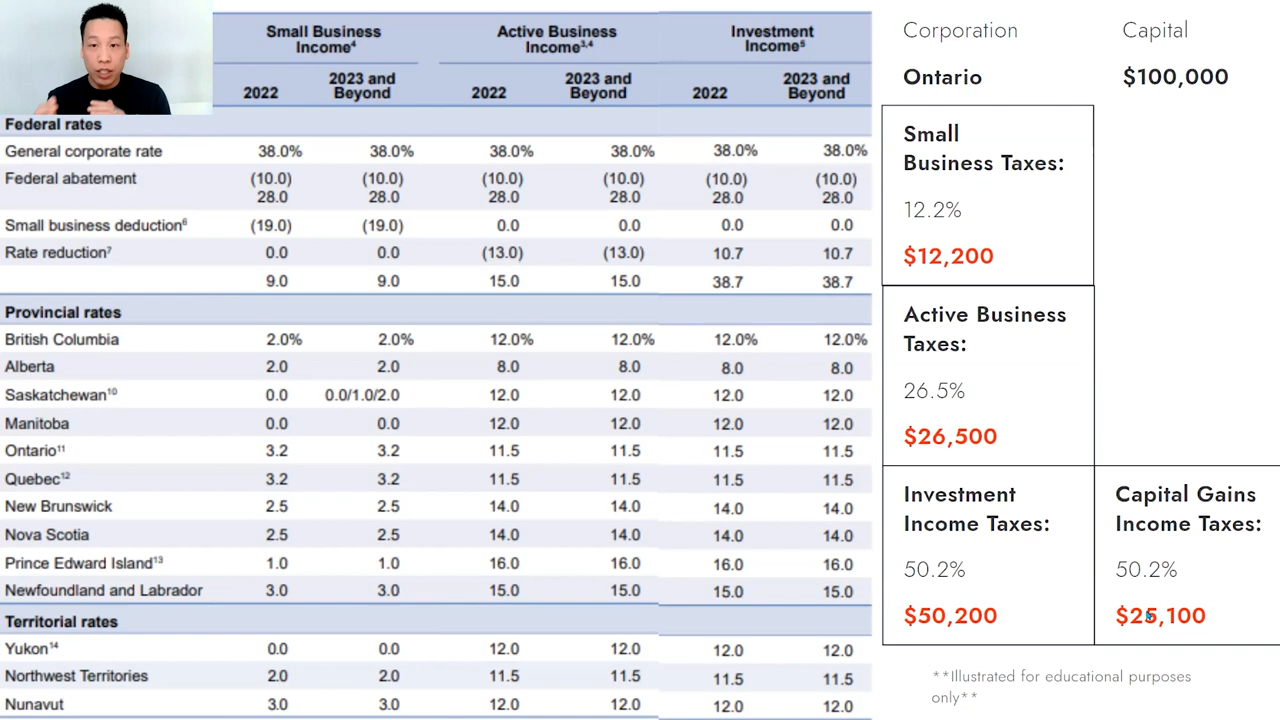 Small Business Income⁴ Active Business Income³,⁴ Investment Income⁵
2022 2023 and Beyond 2022 2023 and Beyond 2022 2023 and Beyond
Federal rates
General corporate rate 38.0% 38.0% 38.0% 38.0% 38.0% 38.0%
Federal abatement (10.0) (10.0) (10.0) (10.0) (10.0) (10.0)
28.0 28.0 28.0 28.0 28.0 28.0
Small business deduction⁶ (19.0) (19.0) 0.0 0.0 0.0 0.0
Rate reduction⁷ 0.0 0.0 (13.0) (13.0) 10.7 10.7
9.0 9.0 15.0 15.0 38.7 38.7
Provincial rates
British Columbia 2.0% 2.0% 12.0% 12.0% 12.0% 12.0%
Alberta 2.0 2.0 8.0 8.0 8.0 8.0
Saskatchewan¹⁰ 0.0 0.0/1.0/2.0 12.0 12.0 12.0 12.0
Manitoba 0.0 0.0 12.0 12.0 12.0 12.0
Ontario¹¹ 3.2 3.2 11.5 11.5 11.5 11.5
Quebec¹² 3.2 3.2 11.5 11.5 11.5 11.5
New Brunswick 2.5 2.5 14.0 14.0 14.0 14.0
Nova Scotia 2.5 2.5 14.0 14.0 14.0 14.0
Prince Edward Island¹³ 1.0 1.0 16.0 16.0 16.0 16.0
Newfoundland and Labrador 3.0 3.0 15.0 15.0 15.0 15.0
Territorial rates
Yukon¹⁴ 0.0 0.0 12.0 12.0 12.0 12.0
Northwest Territories 2.0 2.0 11.5 11.5 11.5 11.5
Nunavut 3.0 3.0 12.0 12.0 12.0 12.0
Corporation Capital
Ontario $100,000
Small
Business Taxes:
12.2%
$12,200
Active Business
Taxes:
26.5%
$26,500
Investment
Income Taxes:
50.2%
$50,200
Capital Gains
Income Taxes:
50.2%
$25,100
**Illustrated for educational purposes
only**